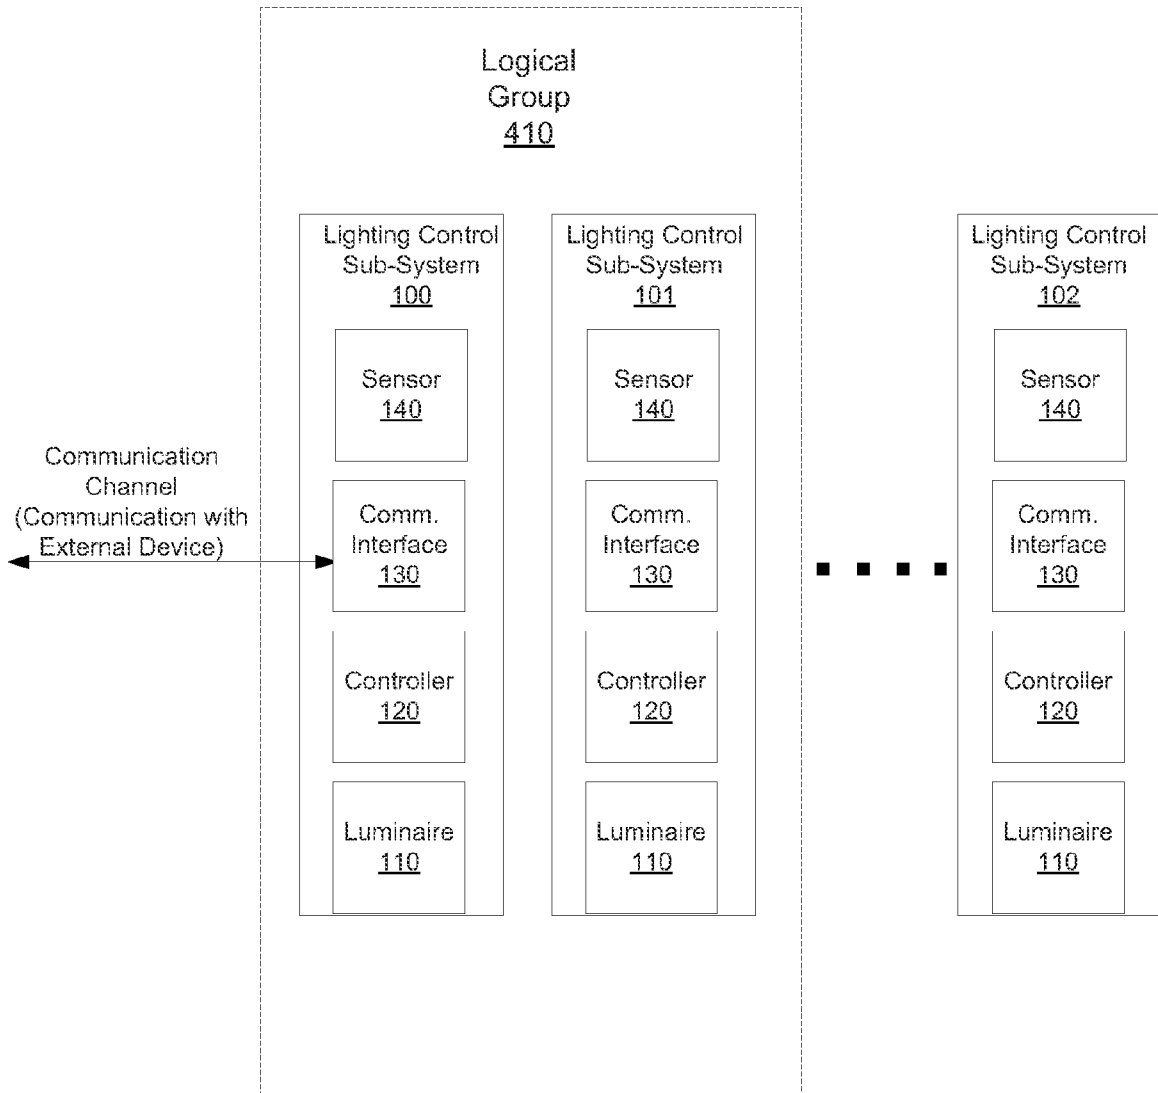 Logical
Group
410
Lighting Control
Sub-System
100
Sensor
140
Comm.
Interface
130
Controller
120
Luminaire
110
Lighting Control
Sub-System
101
Sensor
140
Comm.
Interface
130
Controller
120
Luminaire
110
Lighting Control
Sub-System
102
Sensor
140
Comm.
Interface
130
Controller
120
Luminaire
110
Communication
Channel
(Communication with
External Device)